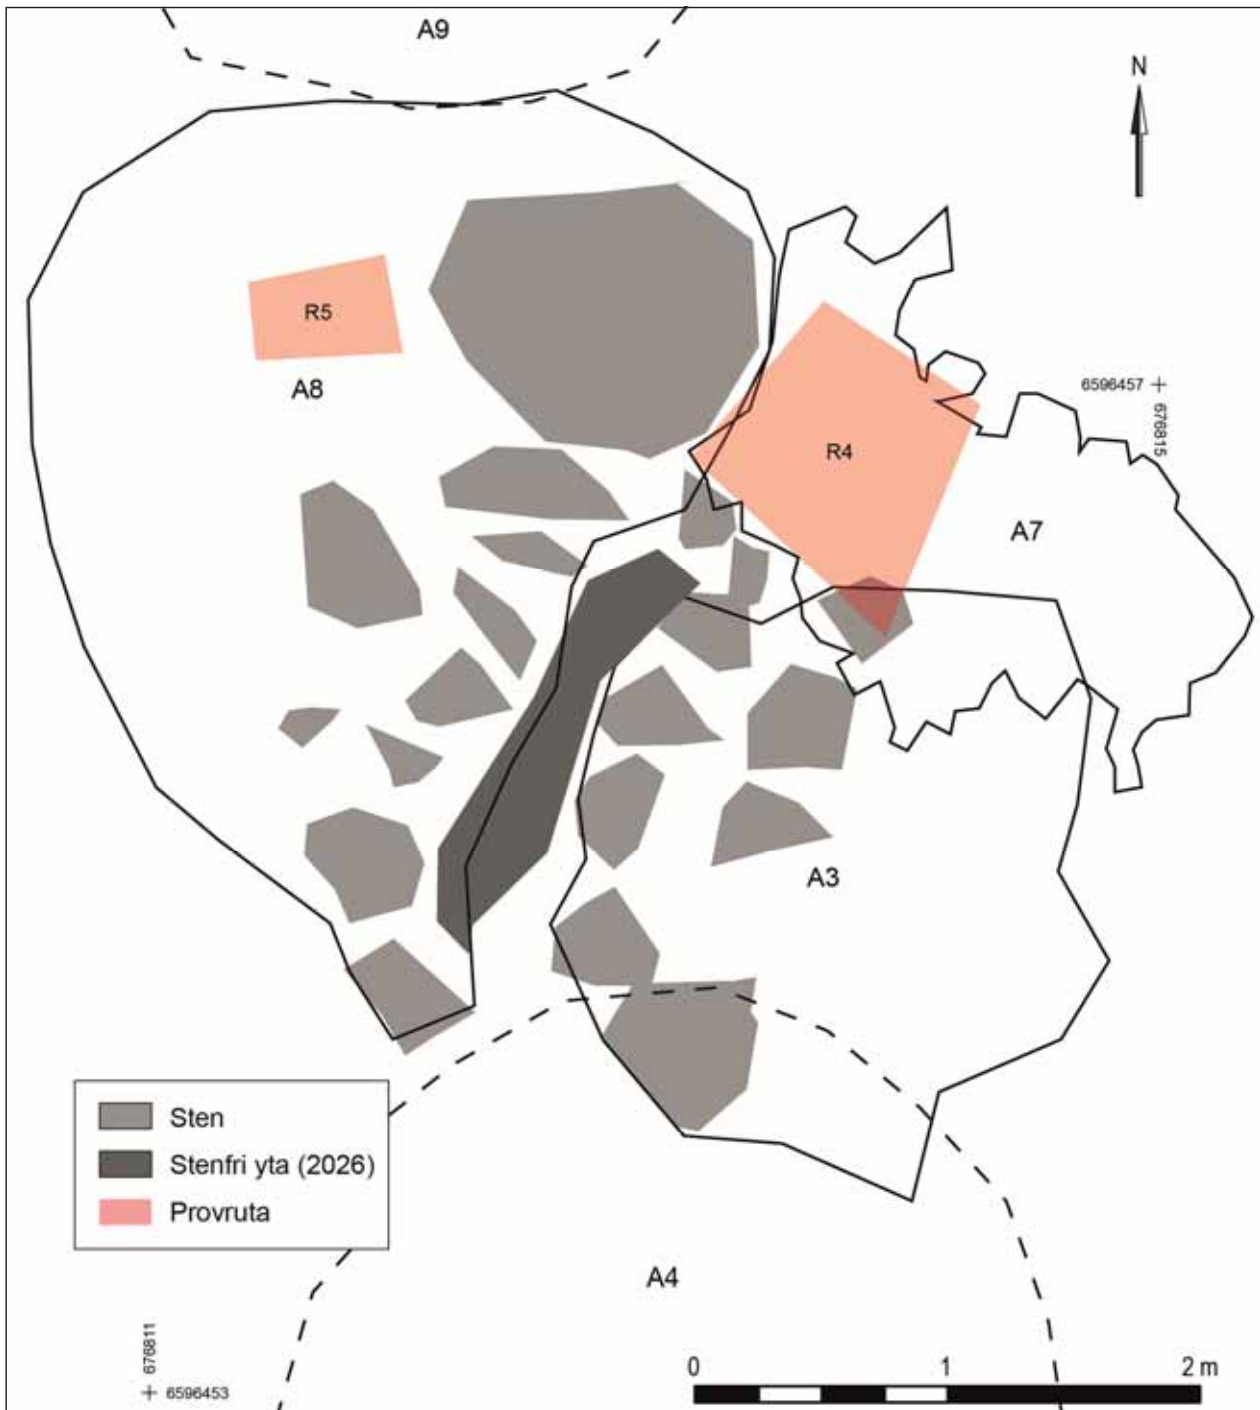 A9
N
R5
A8
6596457
676815
R4
A7
A3
Sten
Stenfri yta (2026)
Provruta
A4
676811
6596453
0 1 2 m